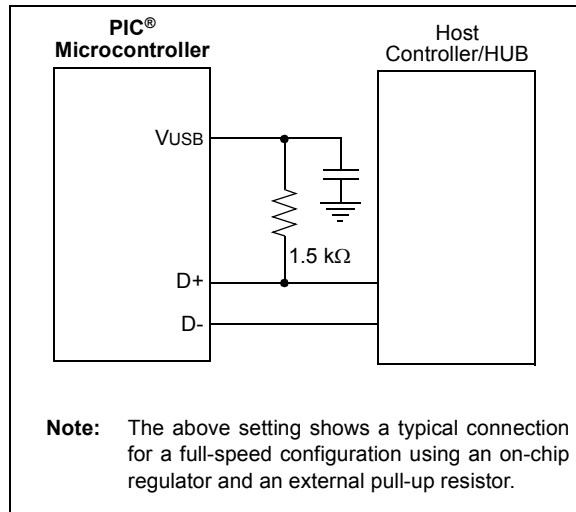 PIC®
Microcontroller
Host
Controller/HUB
VUSB
1.5 kΩ
D+
D-
Note: The above setting shows a typical connection
for a full-speed configuration using an on-chip
regulator and an external pull-up resistor.